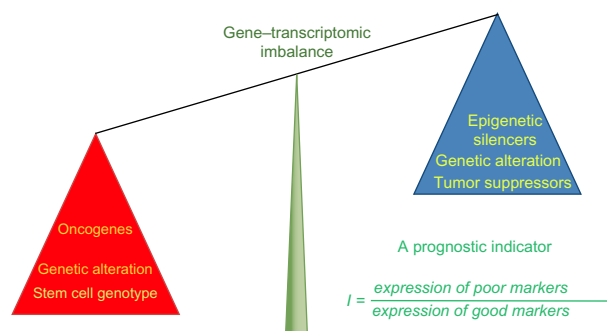 Gene–transcriptomic
imbalance
Epigenetic
silencers
Genetic alteration
Tumor suppressors
Oncogenes
Genetic alteration
Stem cell genotype
A prognostic indicator
I = expression of poor markers
expression of good markers